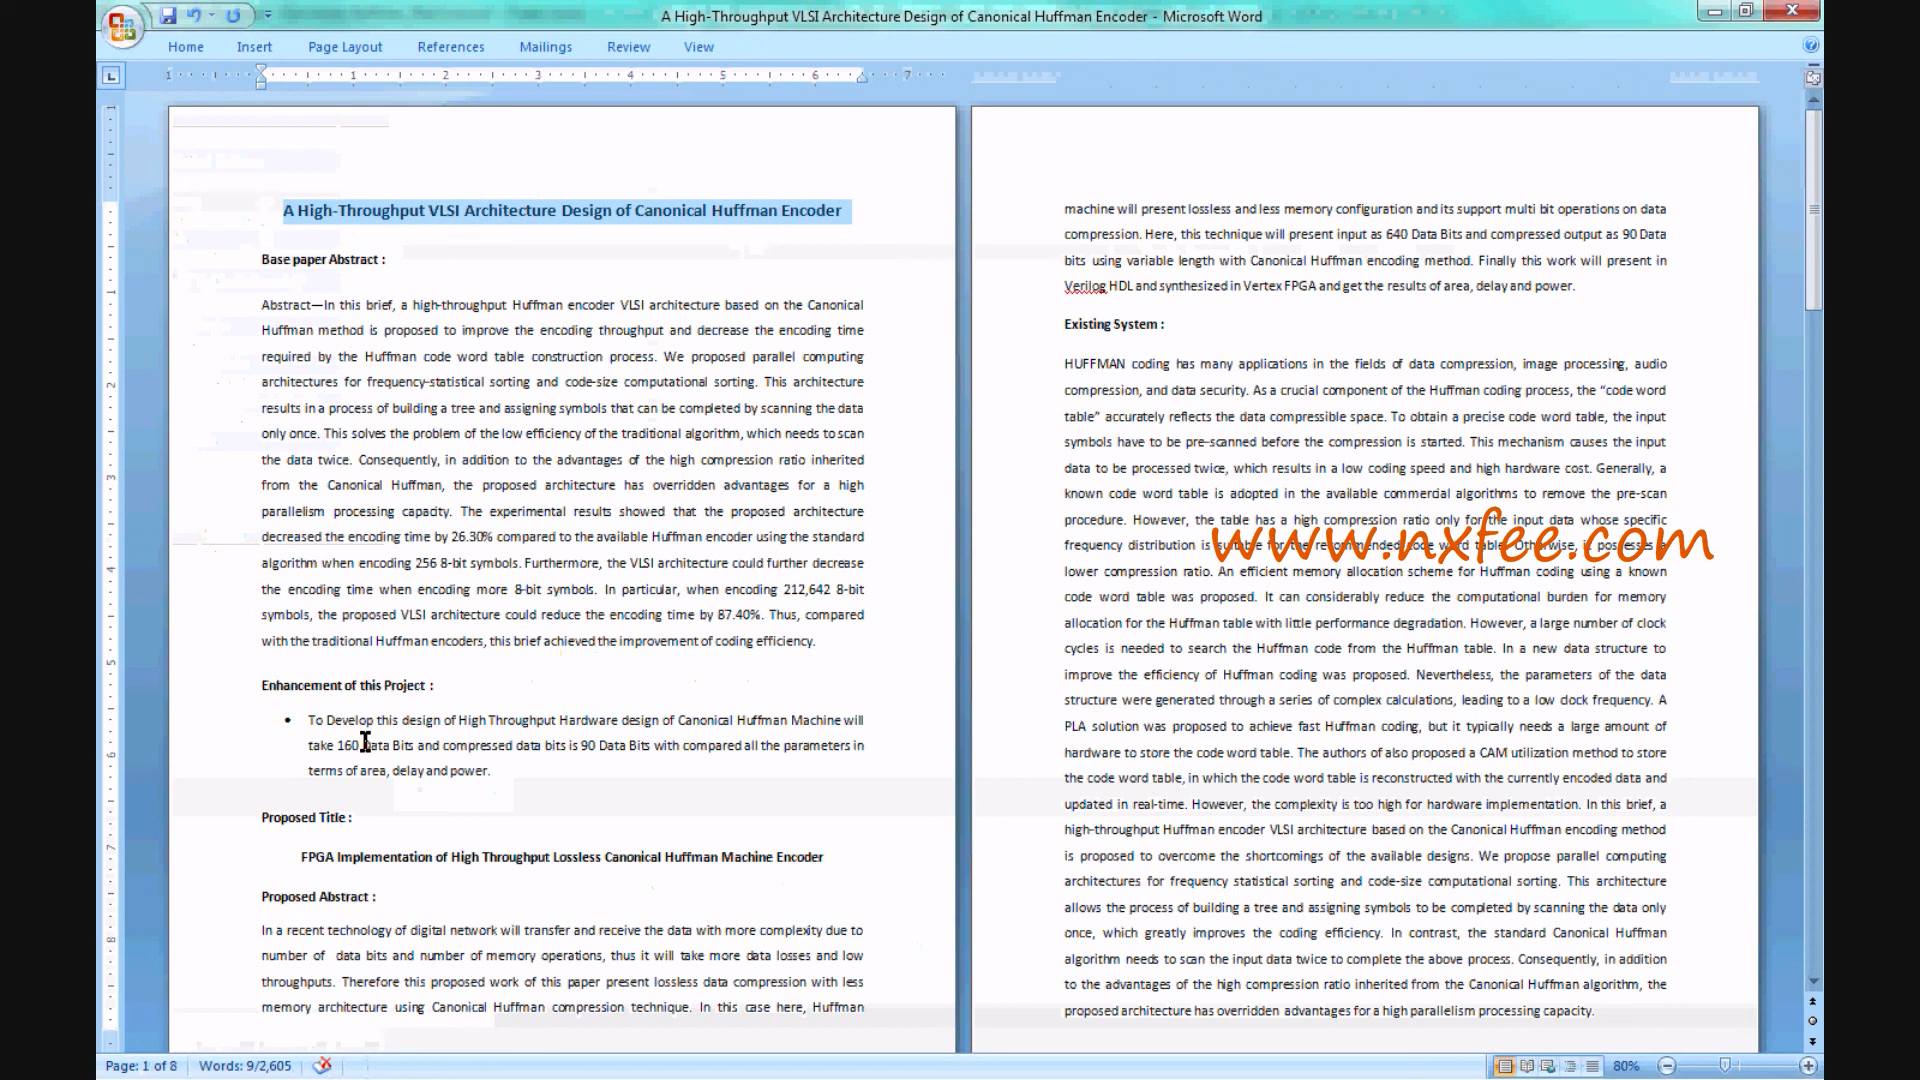 A High-Throughput VLSI Architecture Design of Canonical Huffman Encoder - Microsoft Word
Home Insert Page Layout References Mailings Review View
1 1 2 3 4 5 6 7
A High-Throughput VLSI Architecture Design of Canonical Huffman Encoder
Base paper Abstract :
Abstract—In this brief, a high-throughput Huffman encoder VLSI architecture based on the Canonical
Huffman method is proposed to improve the encoding throughput and decrease the encoding time
required by the Huffman code word table construction process. We proposed parallel computing
architectures for frequency-statistical sorting and code-size computational sorting. This architecture
results in a process of building a tree and assigning symbols that can be completed by scanning the data
only once. This solves the problem of the low efficiency of the traditional algorithm, which needs to scan
the data twice. Consequently, in addition to the advantages of the high compression ratio inherited
from the Canonical Huffman, the proposed architecture has overridden advantages for a high
parallelism processing capacity. The experimental results showed that the proposed architecture
decreased the encoding time by 26.30% compared to the available Huffman encoder using the standard
algorithm when encoding 256 8-bit symbols. Furthermore, the VLSI architecture could further decrease
the encoding time when encoding more 8-bit symbols. In particular, when encoding 212,642 8-bit
symbols, the proposed VLSI architecture could reduce the encoding time by 87.40%. Thus, compared
with the traditional Huffman encoders, this brief achieved the improvement of coding efficiency.
Enhancement of this Project :
• To Develop this design of High Throughput Hardware design of Canonical Huffman Machine will
take 160 Data Bits and compressed data bits is 90 Data Bits with compared all the parameters in
terms of area, delay and power.
Proposed Title :
FPGA Implementation of High Throughput Lossless Canonical Huffman Machine Encoder
Proposed Abstract :
In a recent technology of digital network will transfer and receive the data with more complexity due to
number of data bits and number of memory operations, thus it will take more data losses and low
throughputs. Therefore this proposed work of this paper present lossless data compression with less
memory architecture using Canonical Huffman compression technique. In this case here, Huffman
machine will present lossless and less memory configuration and its support multi bit operations on data
compression. Here, this technique will present input as 640 Data Bits and compressed output as 90 Data
bits using variable length with Canonical Huffman encoding method. Finally this work will present in
Verilog HDL and synthesized in Vertex FPGA and get the results of area, delay and power.
Existing System :
HUFFMAN coding has many applications in the fields of data compression, image processing, audio
compression, and data security. As a crucial component of the Huffman coding process, the “code word
table” accurately reflects the data compressible space. To obtain a precise code word table, the input
symbols have to be pre-scanned before the compression is started. This mechanism causes the input
data to be processed twice, which results in a low coding speed and high hardware cost. Generally, a
known code word table is adopted in the available commercial algorithms to remove the pre-scan
procedure. However, the table has a high compression ratio only for the input data whose specific
frequency distribution is suitable for the recommended code word table. Otherwise, it possesses a
www.nxfee.com
lower compression ratio. An efficient memory allocation scheme for Huffman coding using a known
code word table was proposed. It can considerably reduce the computational burden for memory
allocation for the Huffman table with little performance degradation. However, a large number of clock
cycles is needed to search the Huffman code from the Huffman table. In a new data structure to
improve the efficiency of Huffman coding was proposed. Nevertheless, the parameters of the data
structure were generated through a series of complex calculations, leading to a low clock frequency. A
PLA solution was proposed to achieve fast Huffman coding, but it typically needs a large amount of
hardware to store the code word table. The authors of also proposed a CAM utilization method to store
the code word table, in which the code word table is reconstructed with the currently encoded data and
updated in real-time. However, the complexity is too high for hardware implementation. In this brief, a
high-throughput Huffman encoder VLSI architecture based on the Canonical Huffman encoding method
is proposed to overcome the shortcomings of the available designs. We propose parallel computing
architectures for frequency statistical sorting and code-size computational sorting. This architecture
allows the process of building a tree and assigning symbols to be completed by scanning the data only
once, which greatly improves the coding efficiency. In contrast, the standard Canonical Huffman
algorithm needs to scan the input data twice to complete the above process. Consequently, in addition
to the advantages of the high compression ratio inherited from the Canonical Huffman algorithm, the
proposed architecture has overridden advantages for a high parallelism processing capacity.
Page: 1 of 8 Words: 9/2,605 80%